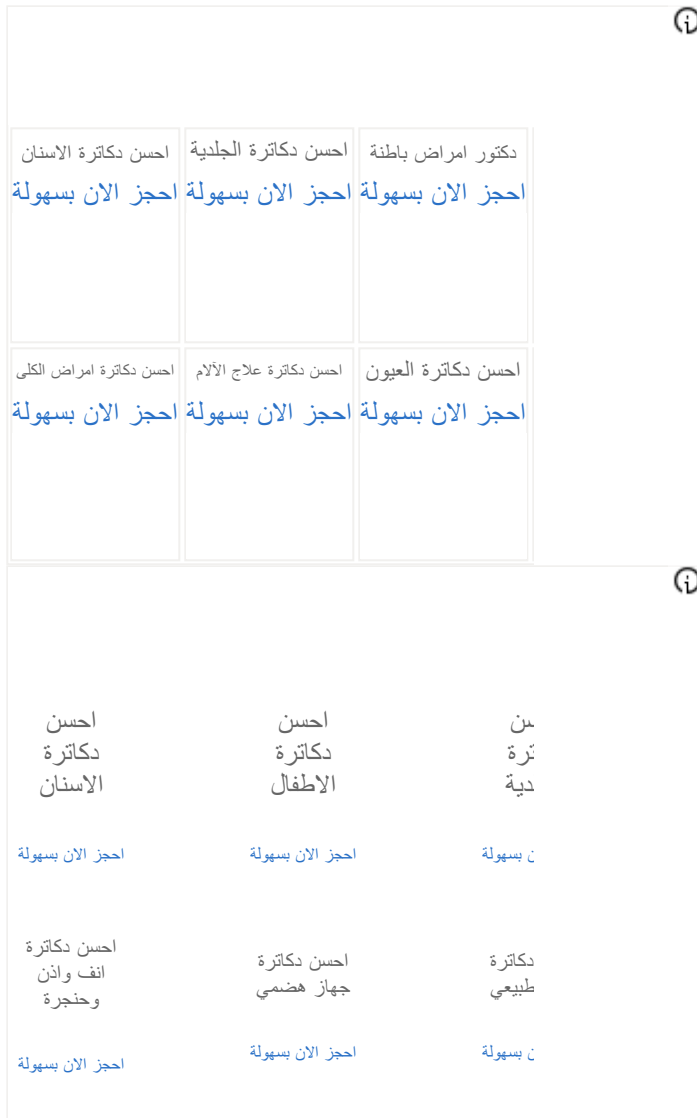 دكتور امراض باطنة
احجز الان بسهولة
احسن دكاترة الجلدية
احجز الان بسهولة
احسن دكاترة الاسنان
احجز الان بسهولة
احسن دكاترة العيون
احجز الان بسهولة
احسن دكاترة علاج الآلام
احجز الان بسهولة
احسن دكاترة امراض الكلى
احجز الان بسهولة
احسن
دكاترة
الاطفال
احجز الان بسهولة
احسن
دكاترة
الاسنان
احجز الان بسهولة
دكاترة
طبيعي
بسهولة
احسن دكاترة
جهاز هضمي
احجز الان بسهولة
احسن دكاترة
انف واذن
وحنجرة
احجز الان بسهولة